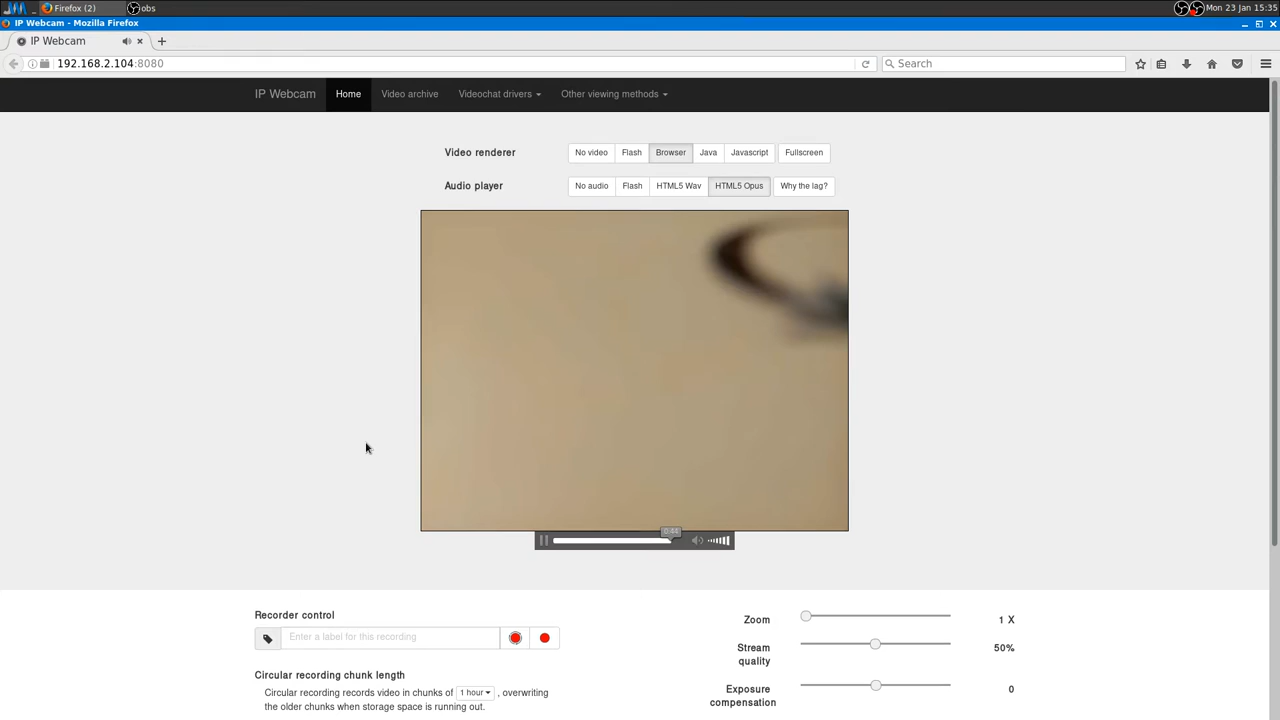 Firefox (2)
obs
Mon 23 Jan 15:35
IP Webcam - Mozilla Firefox
IP Webcam
192.168.2.104:8080
Search
IP Webcam
Home
Video archive
Videochat drivers
Other viewing methods
Video renderer
No video
Flash
Browser
Java
Javascript
Fullscreen
Audio player
No audio
Flash
HTML5 Wav
HTML5 Opus
Why the lag?
Recorder control
Enter a label for this recording
Circular recording chunk length
Circular recording records video in chunks of 1 hour , overwriting
the older chunks when storage space is running out.
Zoom
1 X
Stream
quality
50%
Exposure
compensation
0